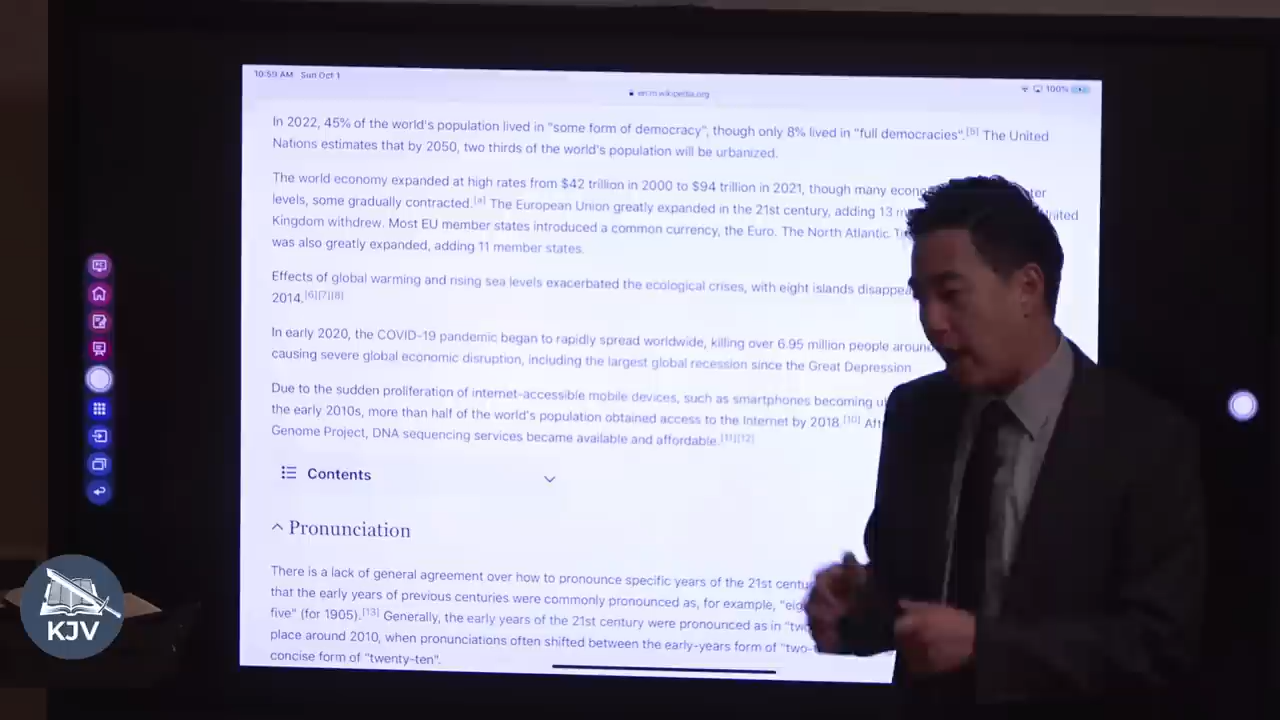 10:59 AM Sun Oct 1
en.m.wikipedia.org
100%
In 2022, 45% of the world's population lived in "some form of democracy", though only 8% lived in "full democracies".[5] The United
Nations estimates that by 2050, two thirds of the world's population will be urbanized.
The world economy expanded at high rates from $42 trillion in 2000 to $94 trillion in 2021, though many
levels, some gradually contracted.[a] The European Union greatly expanded in the 21st century, adding 13
Kingdom withdrew. Most EU member states introduced a common currency, the Euro. The North Atlantic
was also greatly expanded, adding 11 member states.
Effects of global warming and rising sea levels exacerbated the ecological crises, with eight islands
2014.[6][7][8]
In early 2020, the COVID-19 pandemic began to rapidly spread worldwide, killing over 6.95 million people
causing severe global economic disruption, including the largest global recession since the Great Depression
Due to the sudden proliferation of internet-accessible mobile devices, such as smartphones becoming
the early 2010s, more than half of the world's population obtained access to the Internet by 2018.[10]
Genome Project, DNA sequencing services became available and affordable.[11][12]
Contents
Pronunciation
There is a lack of general agreement over how to pronounce specific years of the 21st
that the early years of previous centuries were commonly pronounced as, for example,
five" (for 1905).[13] Generally, the early years of the 21st century were pronounced as in
place around 2010, when pronunciations often shifted between the early-years form of
concise form of "twenty-ten".
KJV